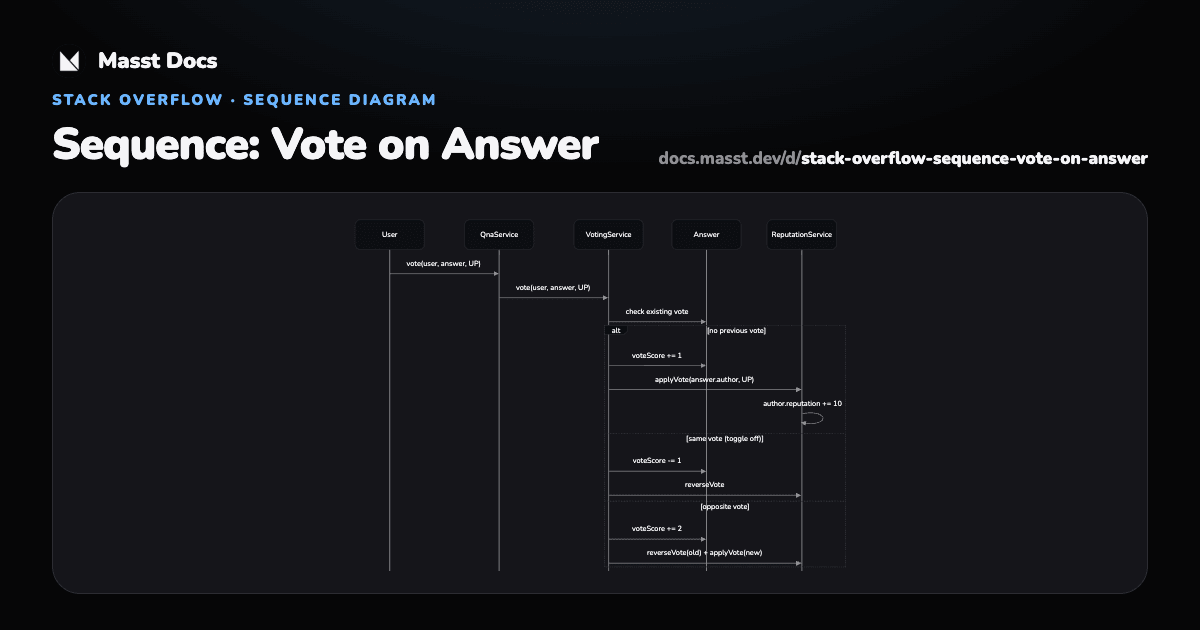 Masst Docs
STACK OVERFLOW · SEQUENCE DIAGRAM
Sequence: Vote on Answer
docs.masst.dev/d/stack-overflow-sequence-vote-on-answer
User QnaService VotingService Answer ReputationService
vote(user, answer, UP)
vote(user, answer, UP)
check existing vote
alt [no previous vote]
voteScore += 1
applyVote(answer.author, UP)
author.reputation += 10
[same vote (toggle off)]
voteScore -= 1
reverseVote
[opposite vote]
voteScore += 2
reverseVote(old) + applyVote(new)